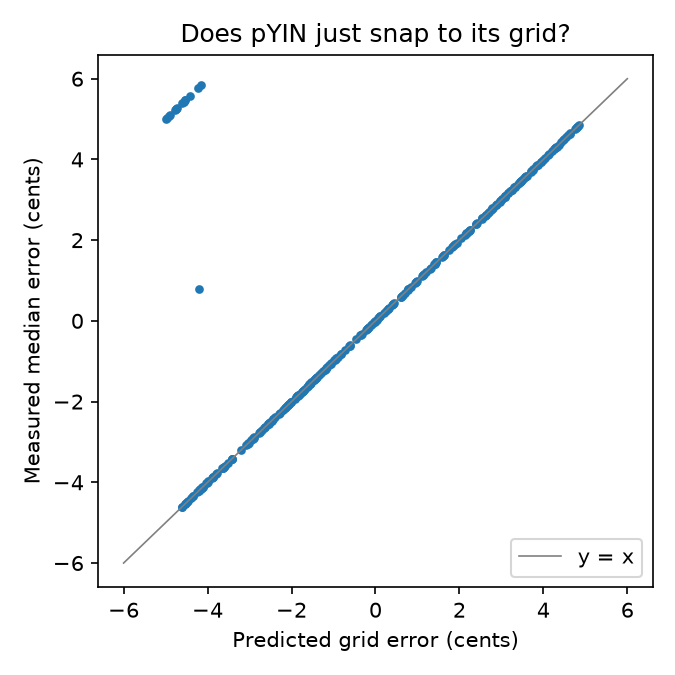 Does pYIN just snap to its grid?
Measured median error (cents)
6
4
2
0
−2
−4
−6
y = x
−6 −4 −2 0 2 4 6
Predicted grid error (cents)